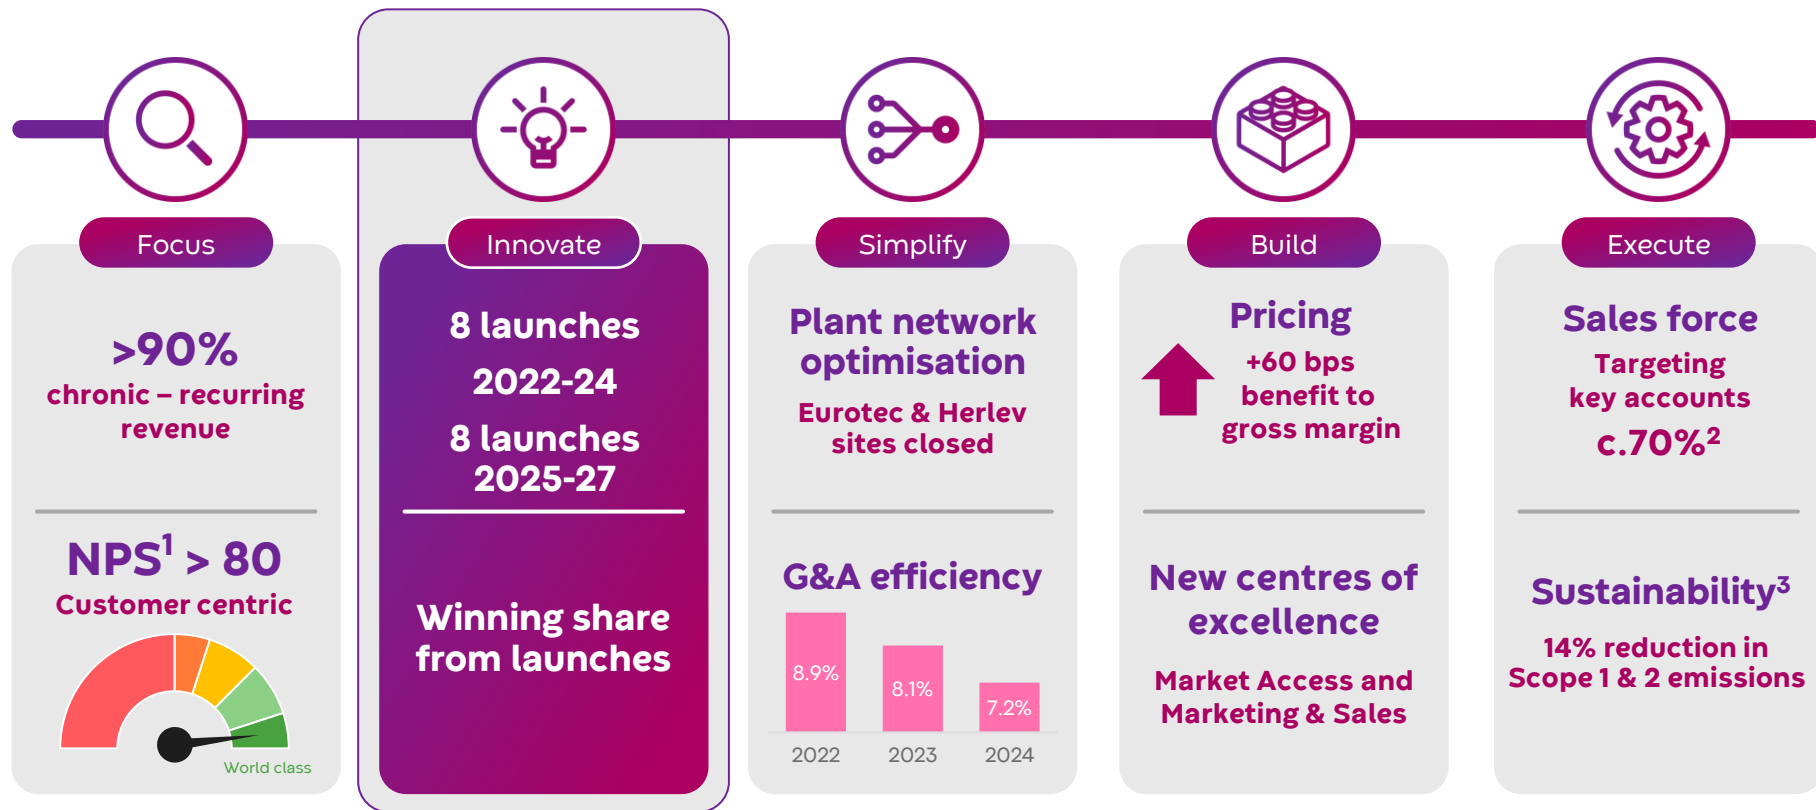 Focus
>90%
chronic – recurring
revenue
NPS¹ > 80
Customer centric
World class
Innovate
8 launches
2022-24
8 launches
2025-27
Winning share
from launches
Simplify
Plant network
optimisation
Eurotec & Herlev
sites closed
G&A efficiency
8.9%
8.1%
7.2%
2022
2023
2024
Build
Pricing
+60 bps
benefit to
gross margin
New centres of
excellence
Market Access and
Marketing & Sales
Execute
Sales force
Targeting
key accounts
c.70%²
Sustainability³
14% reduction in
Scope 1 & 2 emissions